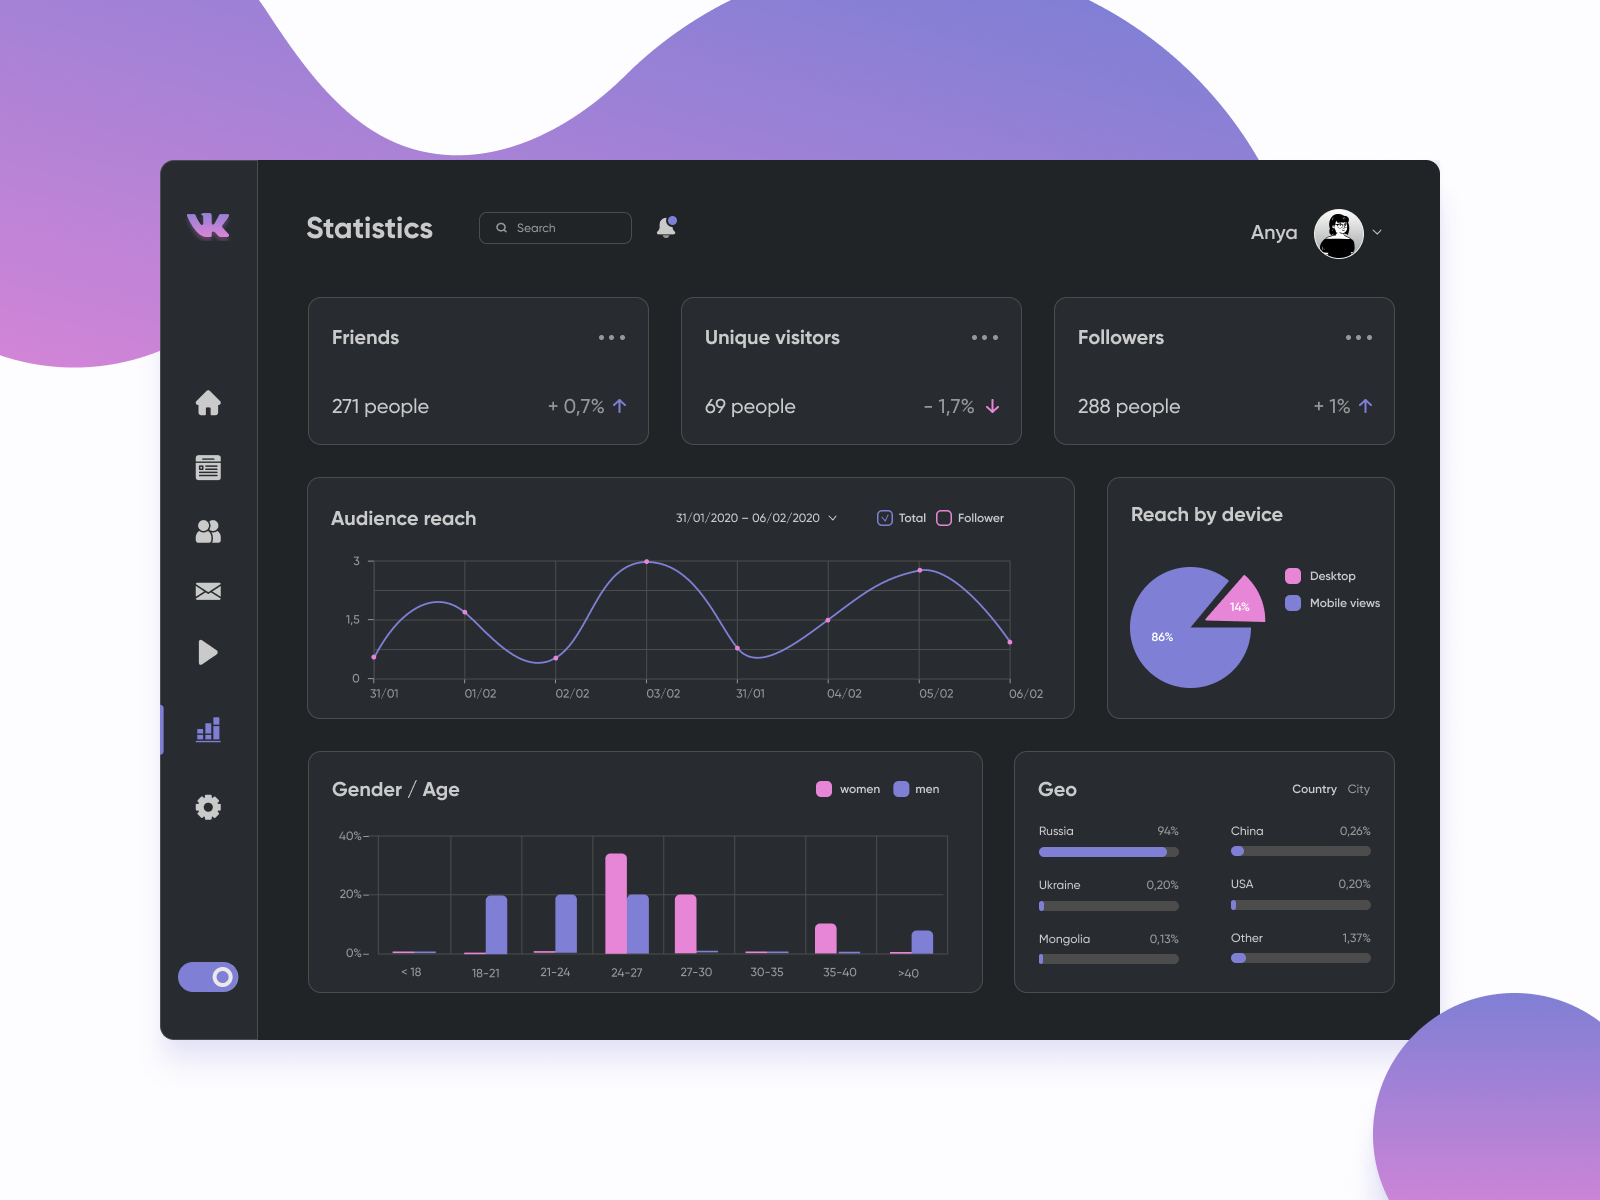 Statistics
Search
Anya
Friends
271 people
+ 0,7%
Unique visitors
69 people
- 1,7%
Followers
288 people
+ 1%
Audience reach
31/01/2020 – 06/02/2020
Total
Follower
3
1,5
0
31/01
01/02
02/02
03/02
31/01
04/02
05/02
06/02
Reach by device
14%
86%
Desktop
Mobile views
Gender / Age
women
men
40%
20%
0%
< 18
18-21
21-24
24-27
27-30
30-35
35-40
>40
Geo
Country
City
Russia
94%
Ukraine
0,20%
Mongolia
0,13%
China
0,26%
USA
0,20%
Other
1,37%